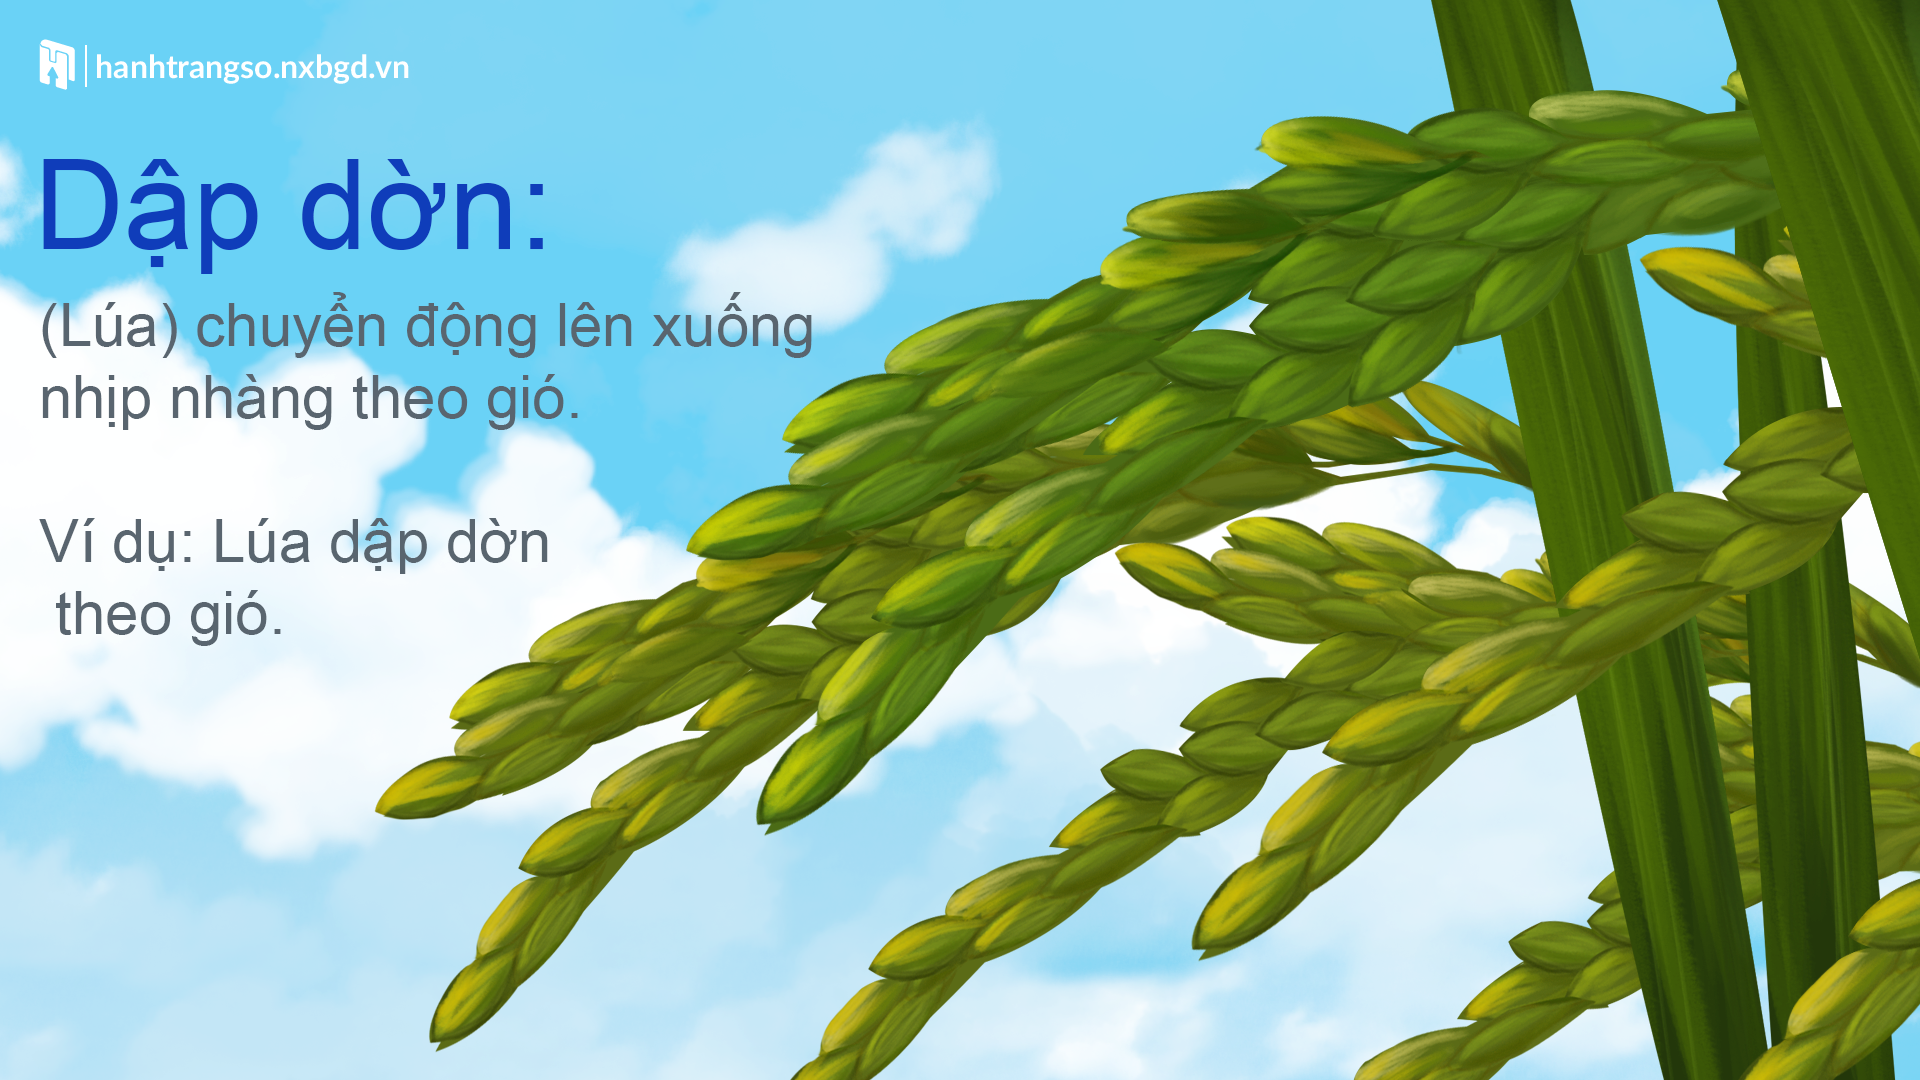 hanhtrangso.nxbgd.vn
Dập dờn:
(Lúa) chuyển động lên xuống
nhịp nhàng theo gió.
Ví dụ: Lúa dập dờn
theo gió.